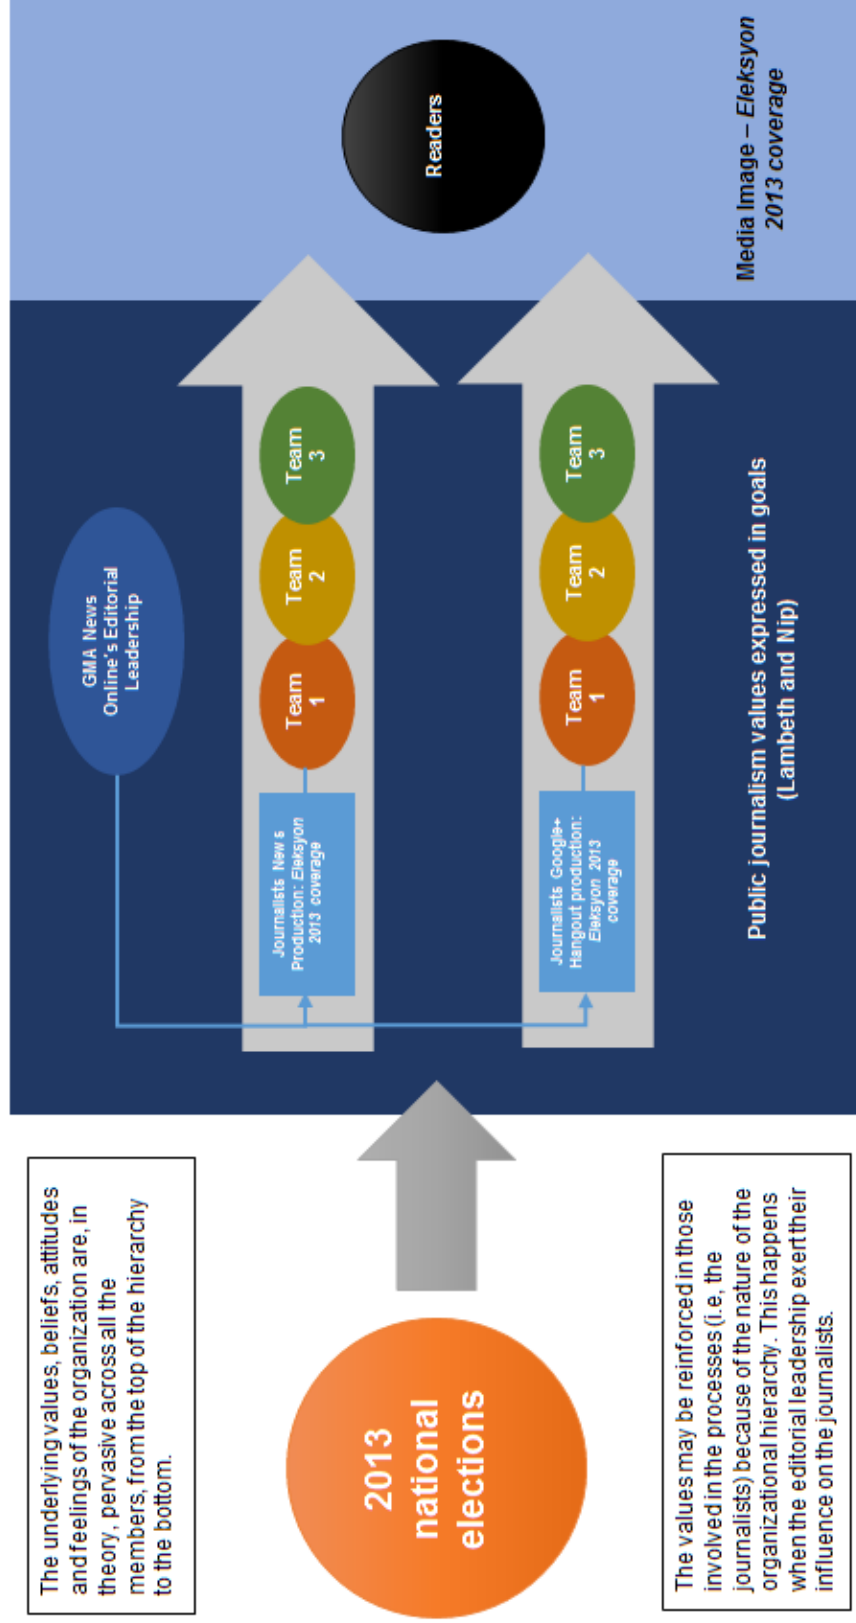 The underlying values, beliefs, attitudes
and feelings of the organization are, in
theory, pervasive across all the
members, from the top of the hierarchy
to the bottom.
2013
national
elections
The values may be reinforced in those
involved in the processes (i.e, the
journalists) because of the nature of the
organizational hierarchy. This happens
when the editorial leadership exert their
influence on the journalists.
GMA News
Online's Editorial
Leadership
Journalists News
Production: Eleksyon
2013 coverage
Team
1
Team
2
Team
3
Journalists Google+
Hangout production:
Eleksyon 2013
coverage
Team
1
Team
2
Team
3
Public journalism values expressed in goals
(Lambeth and Nip)
Readers
Media Image – Eleksyon
2013 coverage